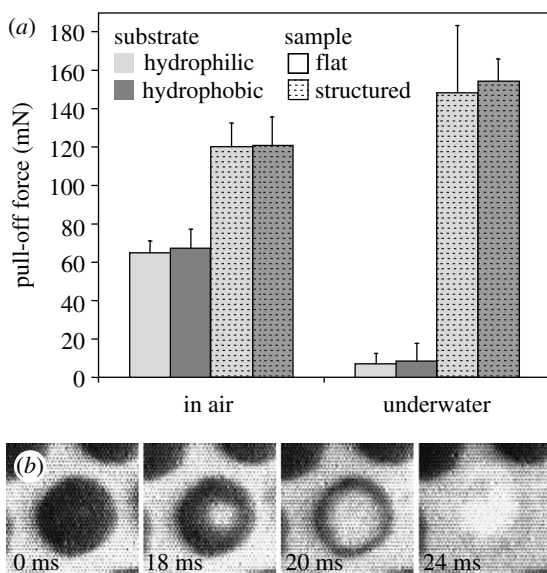 (a)
180
160
140
120
100
80
60
40
20
0
pull-off force (mN)
substrate sample
hydrophilic flat
hydrophobic structured
in air underwater
(b)
0 ms 18 ms 20 ms 24 ms